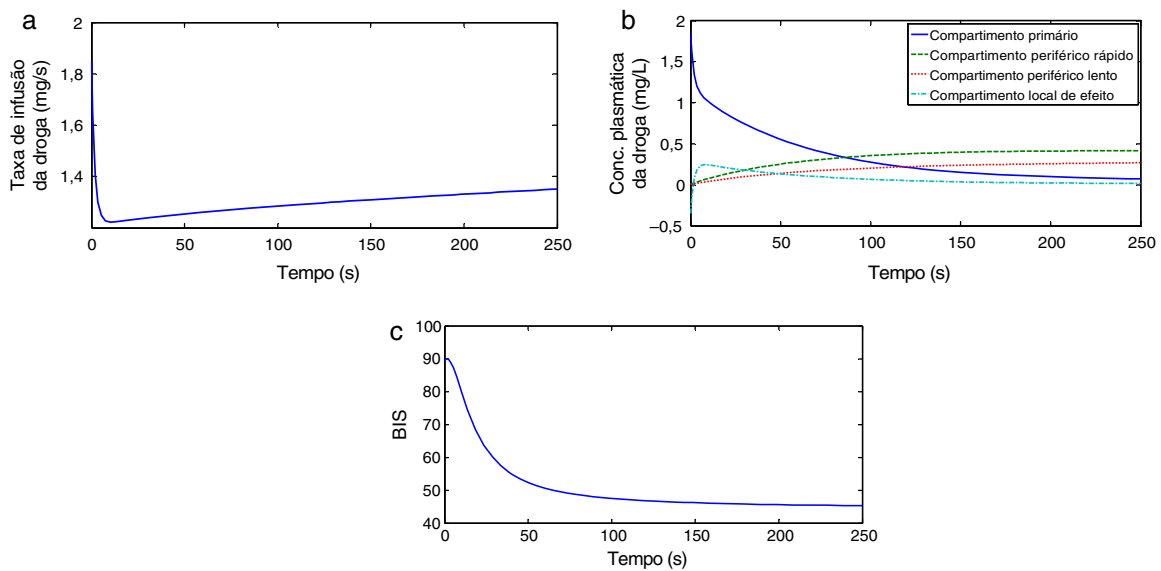 a
Taxa de infusão
da droga (mg/s)
2
1,8
1,6
1,4
0
50
100
150
200
250
Tempo (s)
b
Conc. plasmática
da droga (mg/L)
2
1,5
1
0,5
0
–0,5
Compartimento primário
Compartimento periférico rápido
Compartimento periférico lento
Compartimento local de efeito
0
50
100
150
200
250
Tempo (s)
c
BIS
100
90
80
70
60
50
40
0
50
100
150
200
250
Tempo (s)